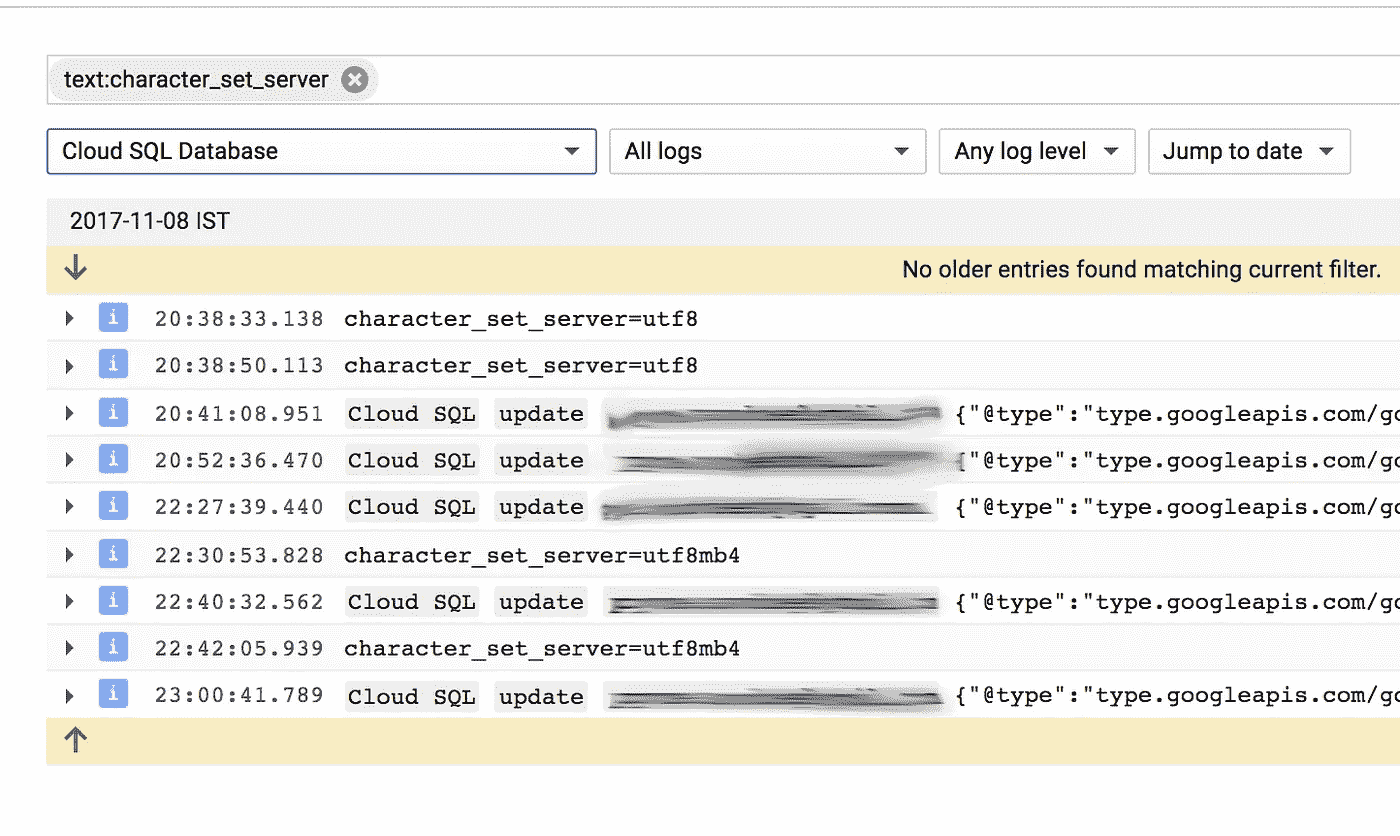 text:character_set_server
Cloud SQL Database All logs Any log level Jump to date
2017-11-08 IST
No older entries found matching current filter.
i 20:38:33.138 character_set_server=utf8
i 20:38:50.113 character_set_server=utf8
i 20:41:08.951 Cloud SQL update {"@type":"type.googleapis.com/go
i 20:52:36.470 Cloud SQL update {"@type":"type.googleapis.com/go
i 22:27:39.440 Cloud SQL update {"@type":"type.googleapis.com/go
i 22:30:53.828 character_set_server=utf8mb4
i 22:40:32.562 Cloud SQL update {"@type":"type.googleapis.com/go
i 22:42:05.939 character_set_server=utf8mb4
i 23:00:41.789 Cloud SQL update {"@type":"type.googleapis.com/go